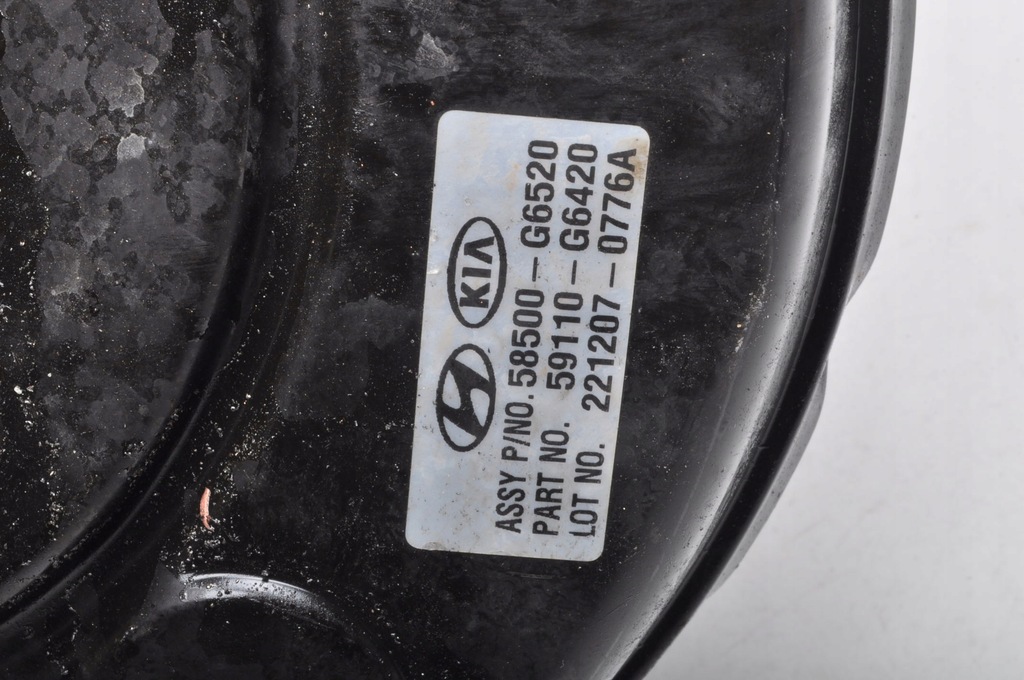 KIA
ASSY P/NO. 58500-G6520
PART NO. 59110-G6420
LOT NO. 221207-0776A